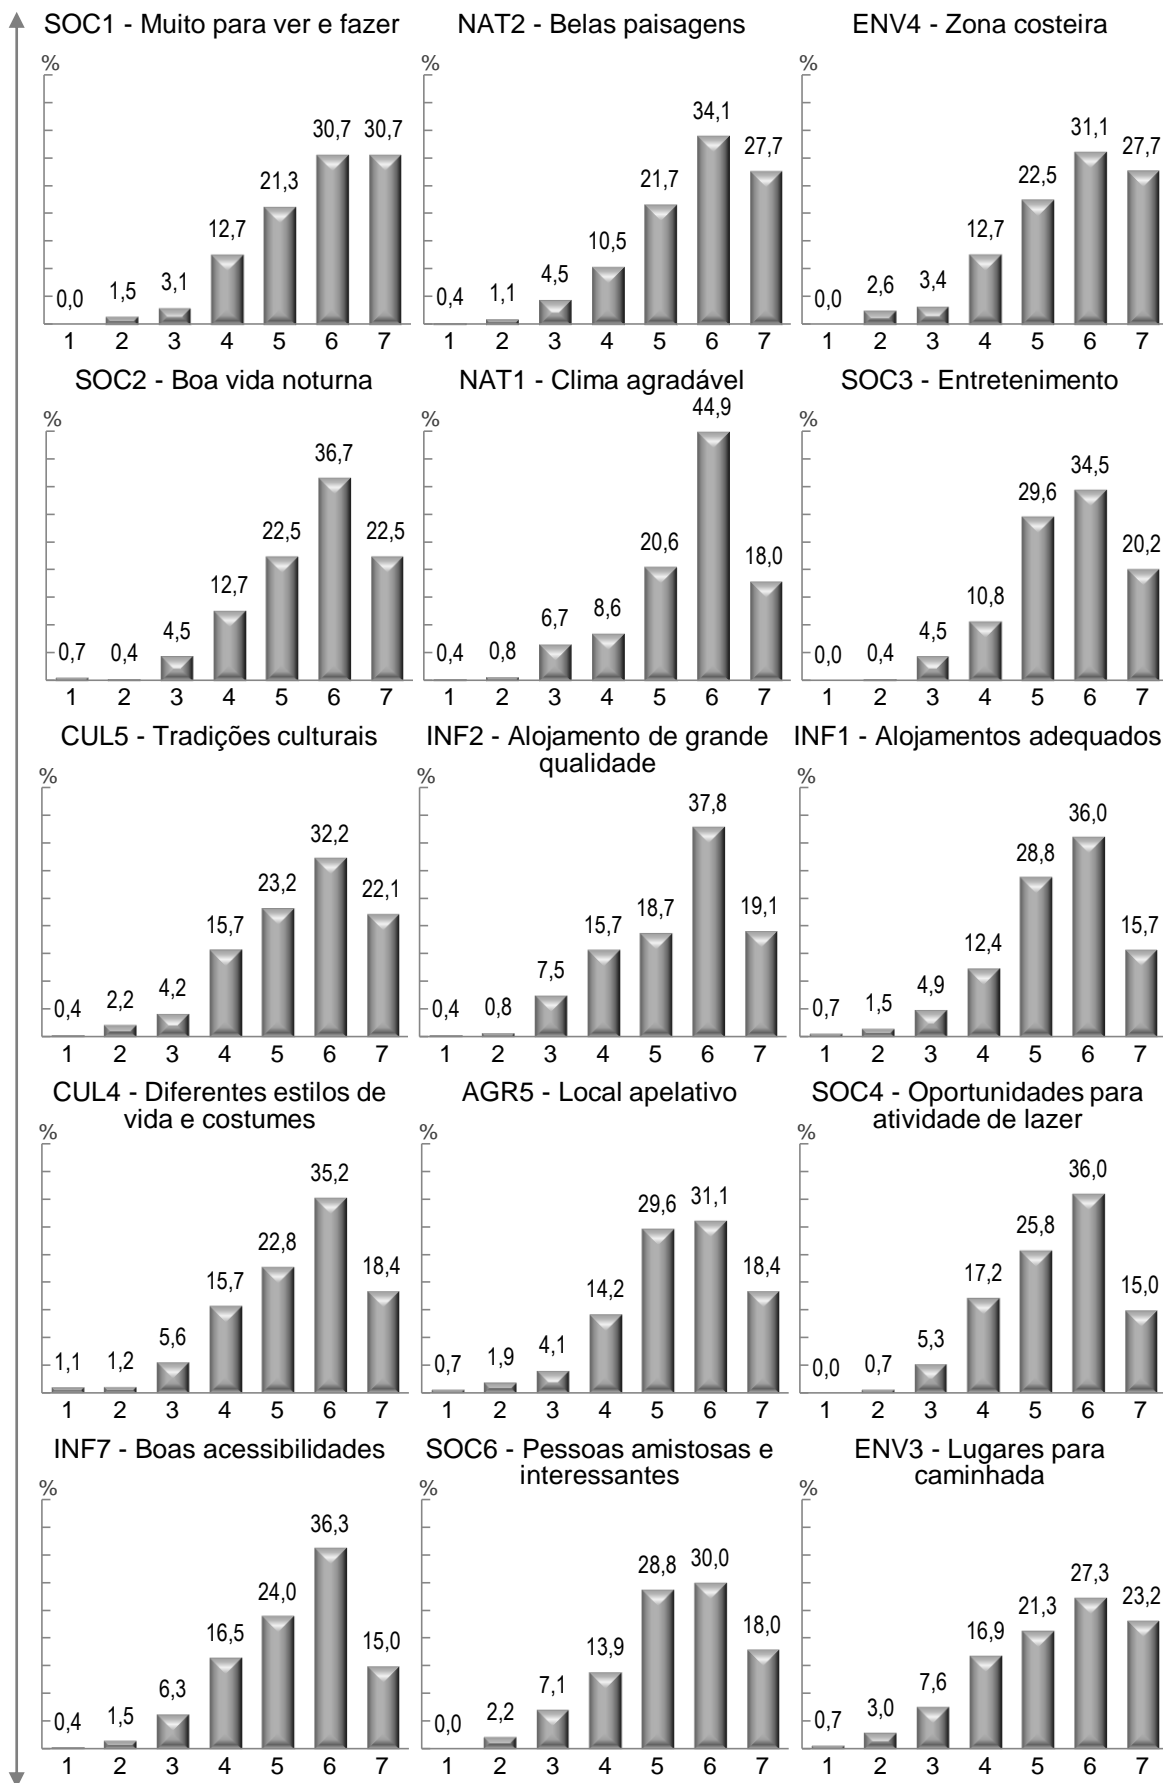 SOC1 - Muito para ver e fazer
%
0,0 1,5 3,1 12,7 21,3 30,7 30,7
1 2 3 4 5 6 7
NAT2 - Belas paisagens
%
0,4 1,1 4,5 10,5 21,7 34,1 27,7
1 2 3 4 5 6 7
ENV4 - Zona costeira
%
0,0 2,6 3,4 12,7 22,5 31,1 27,7
1 2 3 4 5 6 7
SOC2 - Boa vida noturna
%
0,7 0,4 4,5 12,7 22,5 36,7 22,5
1 2 3 4 5 6 7
NAT1 - Clima agradável
%
0,4 0,8 6,7 8,6 20,6 44,9 18,0
1 2 3 4 5 6 7
SOC3 - Entretenimento
%
0,0 0,4 4,5 10,8 29,6 34,5 20,2
1 2 3 4 5 6 7
CUL5 - Tradições culturais
%
0,4 2,2 4,2 15,7 23,2 32,2 22,1
1 2 3 4 5 6 7
INF2 - Alojamento de grande
qualidade
%
0,4 0,8 7,5 15,7 18,7 37,8 19,1
1 2 3 4 5 6 7
INF1 - Alojamentos adequados
%
0,7 1,5 4,9 12,4 28,8 36,0 15,7
1 2 3 4 5 6 7
CUL4 - Diferentes estilos de
vida e costumes
%
1,1 1,2 5,6 15,7 22,8 35,2 18,4
1 2 3 4 5 6 7
AGR5 - Local apelativo
%
0,7 1,9 4,1 14,2 29,6 31,1 18,4
1 2 3 4 5 6 7
SOC4 - Oportunidades para
atividade de lazer
%
0,0 0,7 5,3 17,2 25,8 36,0 15,0
1 2 3 4 5 6 7
INF7 - Boas acessibilidades
%
0,4 1,5 6,3 16,5 24,0 36,3 15,0
1 2 3 4 5 6 7
SOC6 - Pessoas amistosas e
interessantes
%
0,0 2,2 7,1 13,9 28,8 30,0 18,0
1 2 3 4 5 6 7
ENV3 - Lugares para
caminhada
%
0,7 3,0 7,6 16,9 21,3 27,3 23,2
1 2 3 4 5 6 7